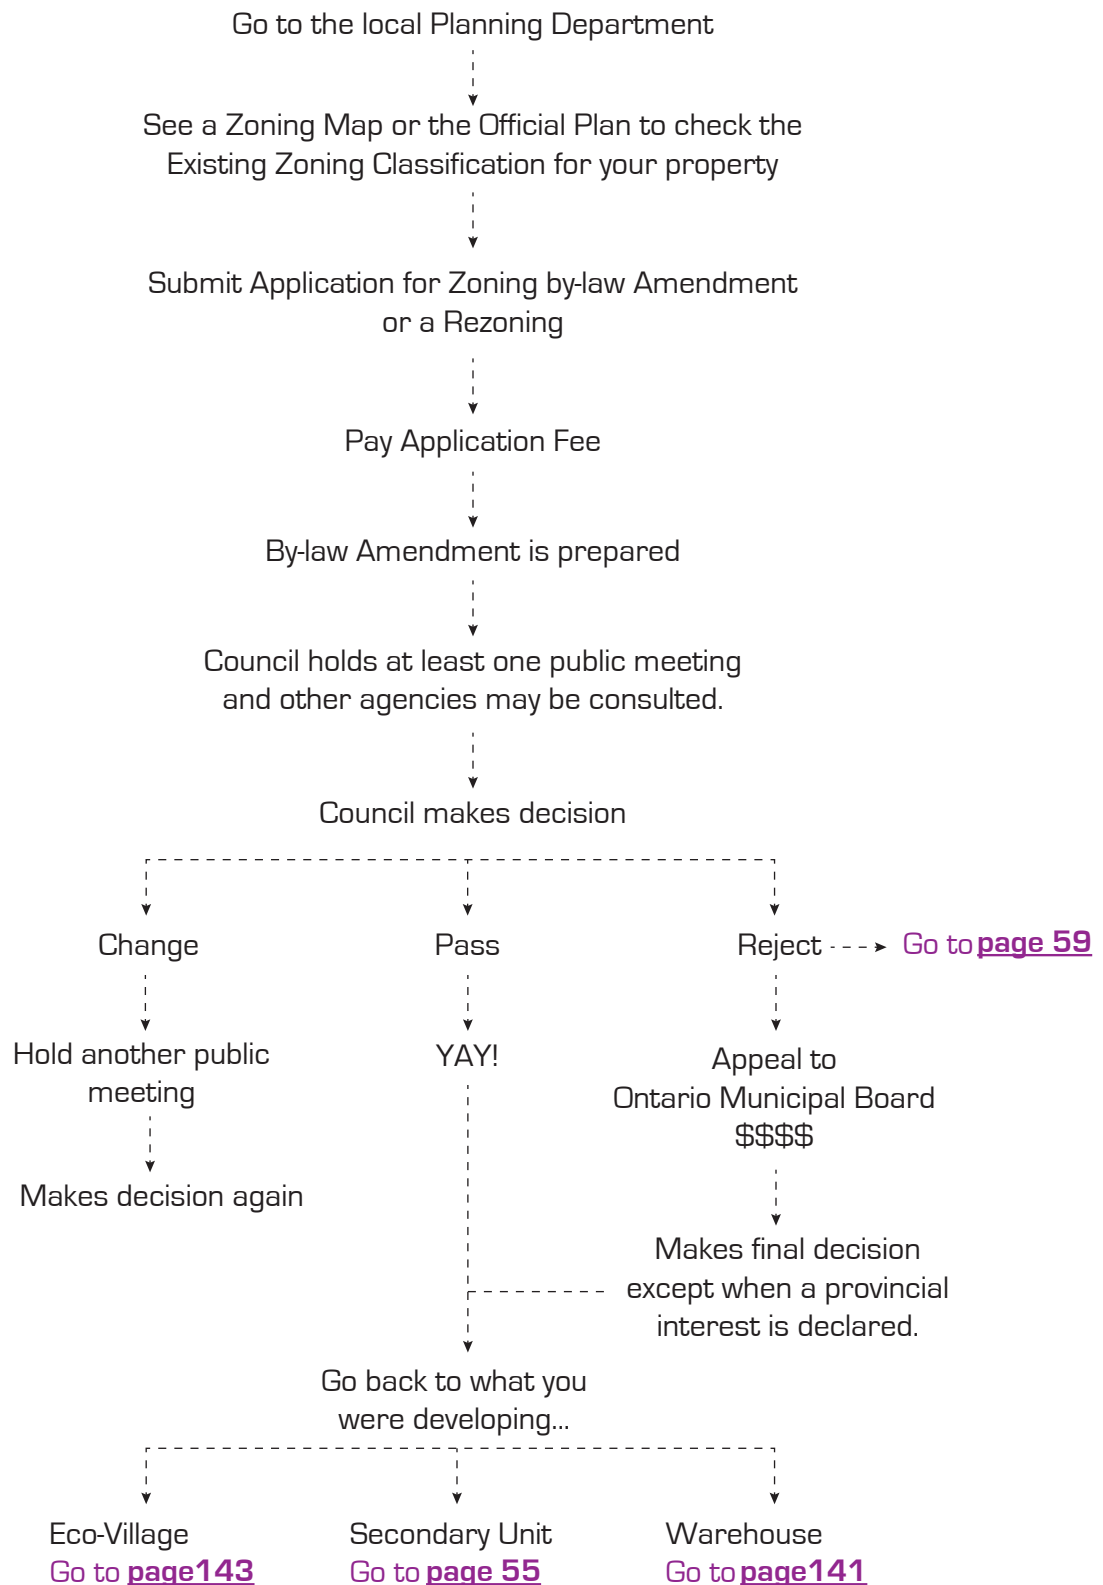 Go to the local Planning Department
See a Zoning Map or the Official Plan to check the
Existing Zoning Classification for your property
Submit Application for Zoning by-law Amendment
or a Rezoning
Pay Application Fee
By-law Amendment is prepared
Council holds at least one public meeting
and other agencies may be consulted.
Council makes decision
Change
Pass
Reject
Go to page 59
Hold another public
meeting
YAY!
Appeal to
Ontario Municipal Board
$$$$
Makes decision again
Makes final decision
except when a provincial
interest is declared.
Go back to what you
were developing...
Eco-Village
Go to page143
Secondary Unit
Go to page 55
Warehouse
Go to page141